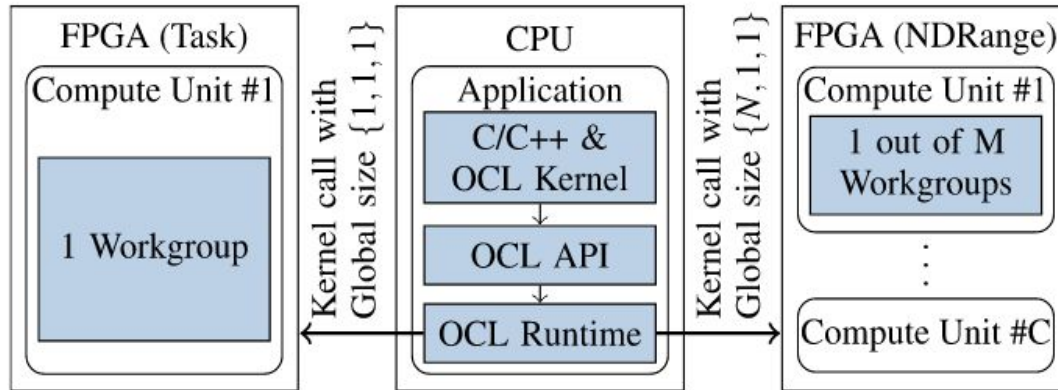 FPGA (Task)
Compute Unit #1
1 Workgroup
Kernel call with
Global size {1, 1, 1}
CPU
Application
C/C++ &
OCL Kernel
OCL API
OCL Runtime
Kernel call with
Global size {N, 1, 1}
FPGA (NDRange)
Compute Unit #1
1 out of M
Workgroups
⋮
Compute Unit #C